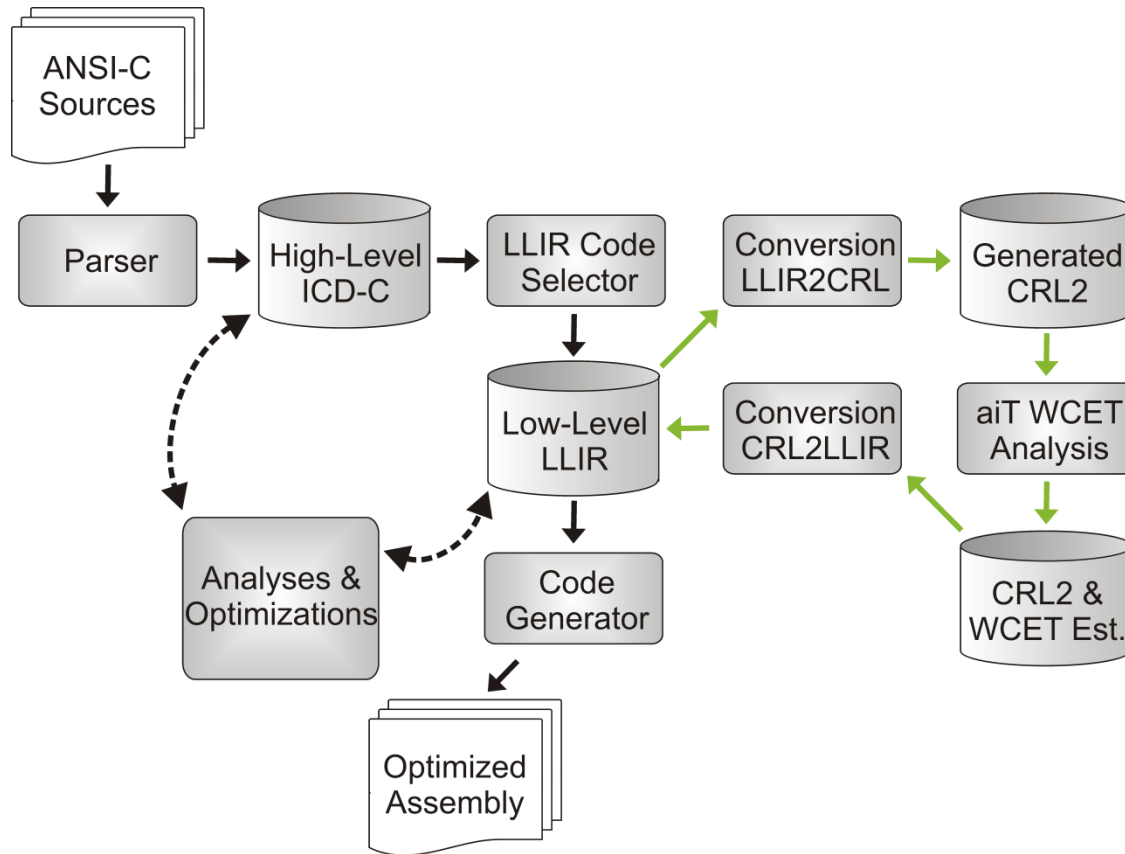 ANSI-C
Sources
Parser
High-Level
ICD-C
LLIR Code
Selector
Conversion
LLIR2CRL
Generated
CRL2
Low-Level
LLIR
Conversion
CRL2LLIR
aiT WCET
Analysis
Analyses &
Optimizations
Code
Generator
CRL2 &
WCET Est.
Optimized
Assembly